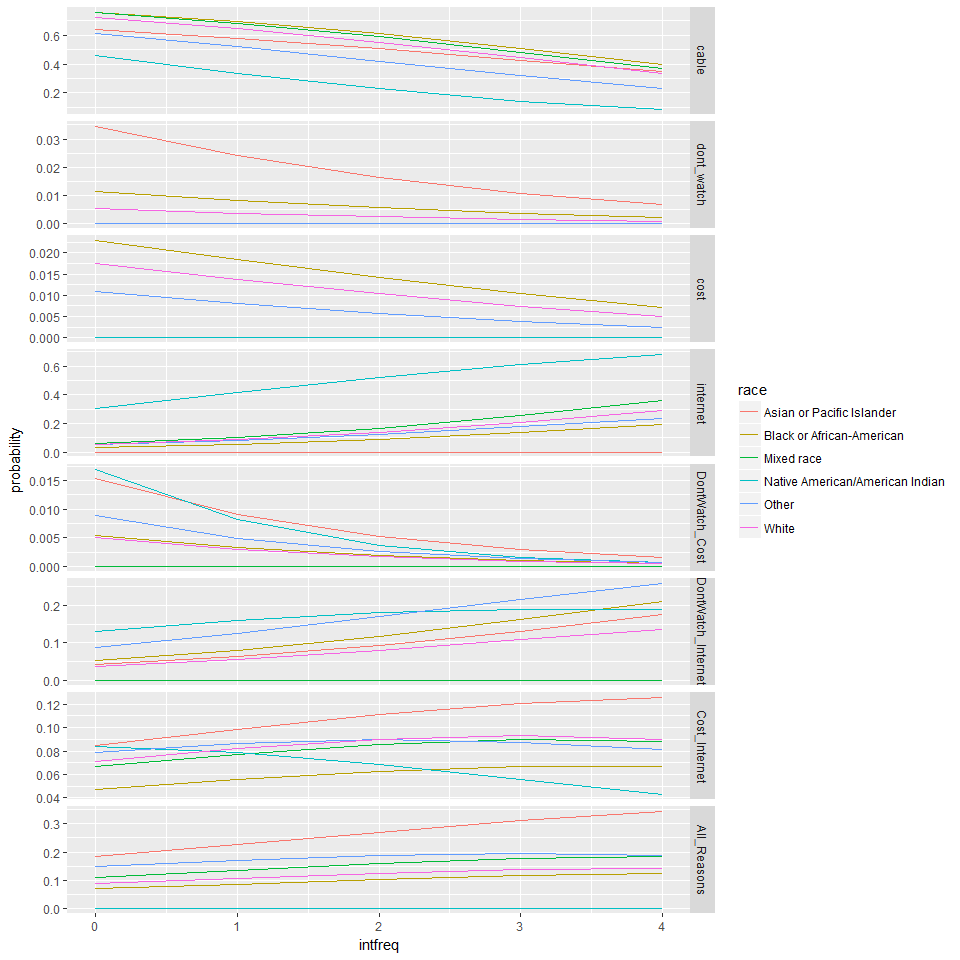 0.6
0.4
0.2
cable
0.03
0.02
0.01
0.00
dont_watch
0.020
0.015
0.010
0.005
0.000
cost
0.6
0.4
0.2
0.0
internet
0.015
0.010
0.005
0.000
DontWatch_Cost
0.2
0.1
0.0
DontWatch_Internet
0.12
0.10
0.08
0.06
0.04
Cost_Internet
0.3
0.2
0.1
0.0
All_Reasons
0 1 2 3 4
intfreq
probability
race
Asian or Pacific Islander
Black or African-American
Mixed race
Native American/American Indian
Other
White